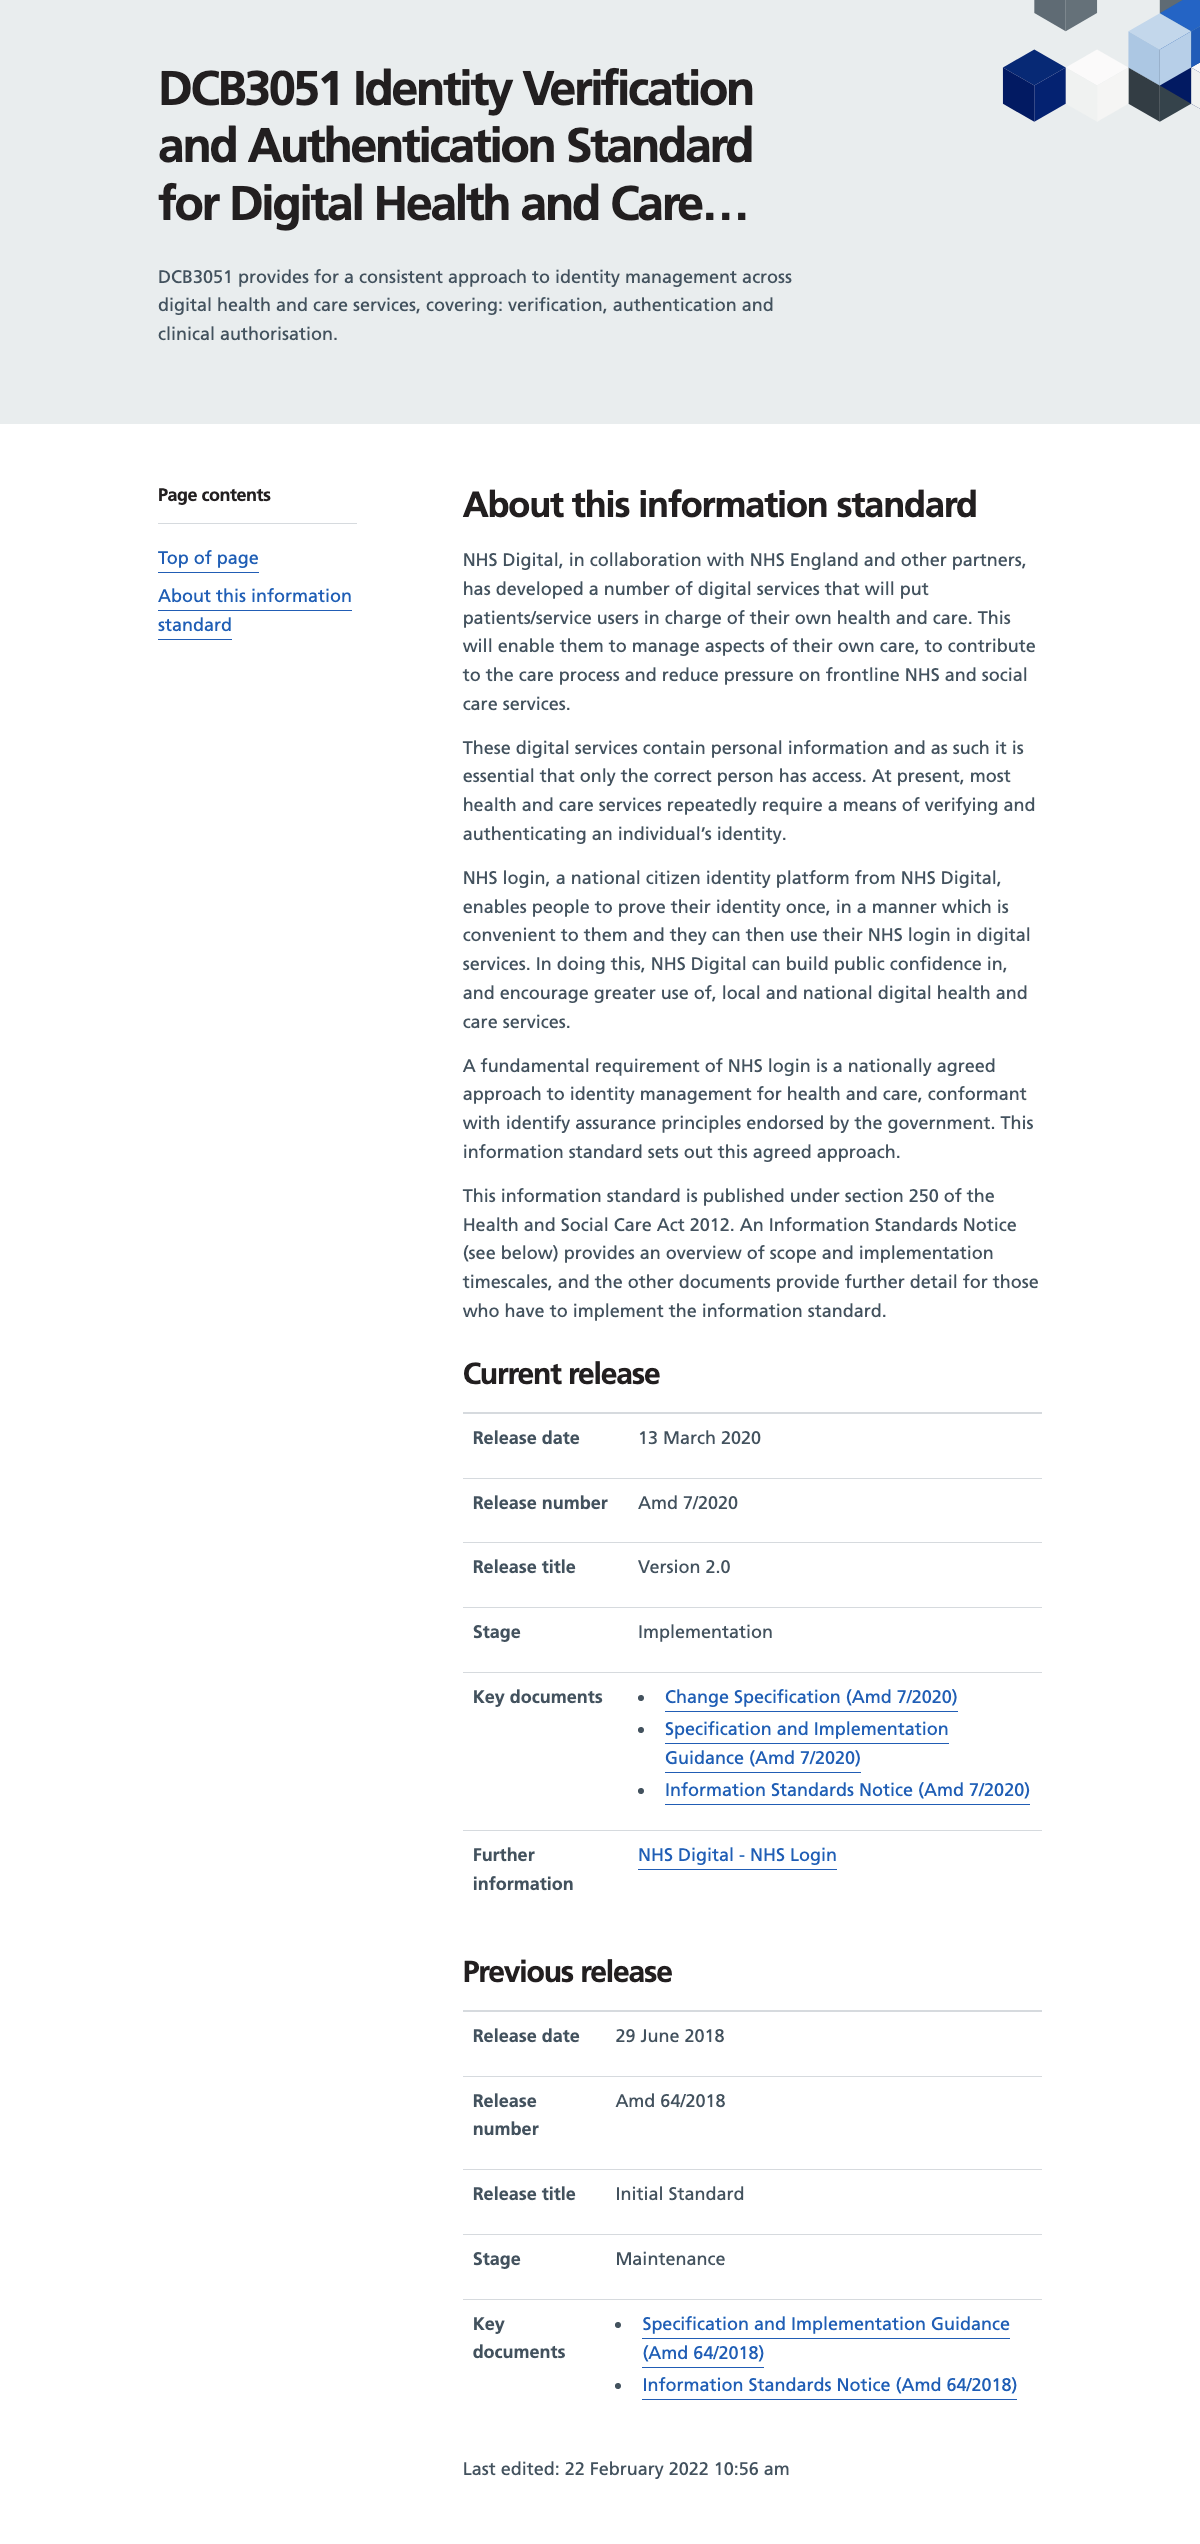 DCB3051 Identity Verification
and Authentication Standard
for Digital Health and Care…
DCB3051 provides for a consistent approach to identity management across
digital health and care services, covering: verification, authentication and
clinical authorisation.
Page contents
Top of page
About this information
standard
About this information standard
NHS Digital, in collaboration with NHS England and other partners,
has developed a number of digital services that will put
patients/service users in charge of their own health and care. This
will enable them to manage aspects of their own care, to contribute
to the care process and reduce pressure on frontline NHS and social
care services.
These digital services contain personal information and as such it is
essential that only the correct person has access. At present, most
health and care services repeatedly require a means of verifying and
authenticating an individual’s identity.
NHS login, a national citizen identity platform from NHS Digital,
enables people to prove their identity once, in a manner which is
convenient to them and they can then use their NHS login in digital
services. In doing this, NHS Digital can build public confidence in,
and encourage greater use of, local and national digital health and
care services.
A fundamental requirement of NHS login is a nationally agreed
approach to identity management for health and care, conformant
with identify assurance principles endorsed by the government. This
information standard sets out this agreed approach.
This information standard is published under section 250 of the
Health and Social Care Act 2012. An Information Standards Notice
(see below) provides an overview of scope and implementation
timescales, and the other documents provide further detail for those
who have to implement the information standard.
Current release
Release date 13 March 2020
Release number Amd 7/2020
Release title Version 2.0
Stage Implementation
Key documents • Change Specification (Amd 7/2020)
• Specification and Implementation
Guidance (Amd 7/2020)
• Information Standards Notice (Amd 7/2020)
Further NHS Digital - NHS Login
information
Previous release
Release date 29 June 2018
Release Amd 64/2018
number
Release title Initial Standard
Stage Maintenance
Key • Specification and Implementation Guidance
documents (Amd 64/2018)
• Information Standards Notice (Amd 64/2018)
Last edited: 22 February 2022 10:56 am